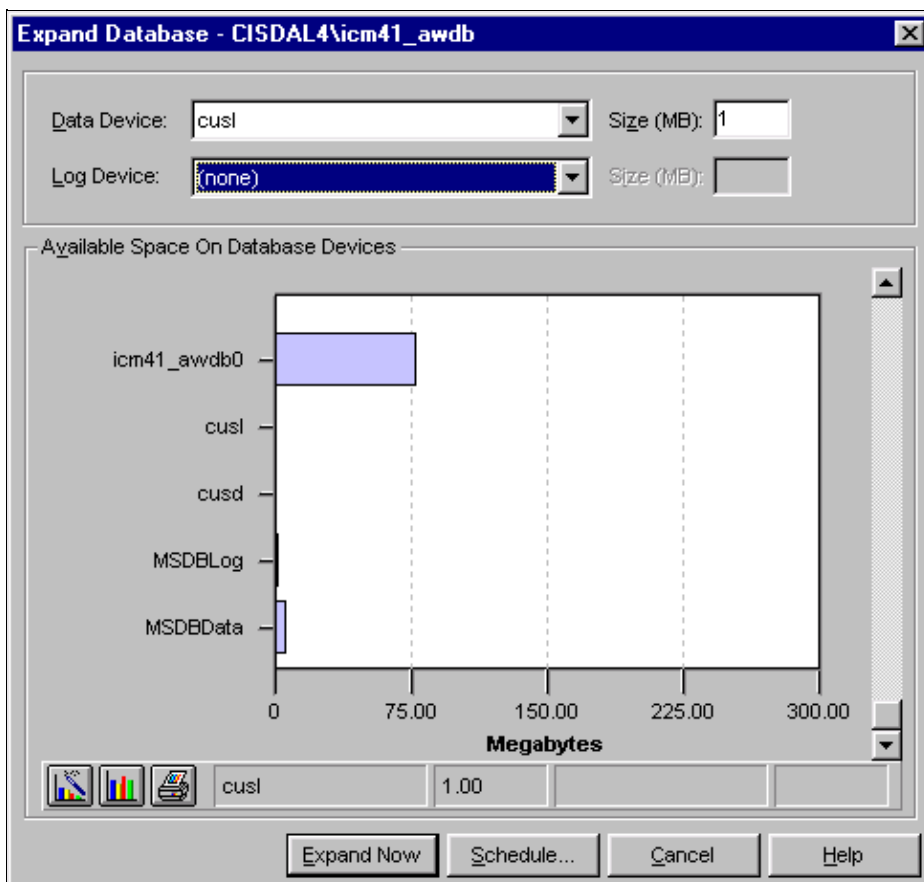 Expand Database - CISDAL4\icm41_awdb
Data Device: cusl Size (MB): 1
Log Device: (none) Size (MB):
Available Space On Database Devices
icm41_awdb0
cusl
cusd
MSDBLog
MSDBData
0 75.00 150.00 225.00 300.00
Megabytes
cusl 1.00
Expand Now Schedule... Cancel Help